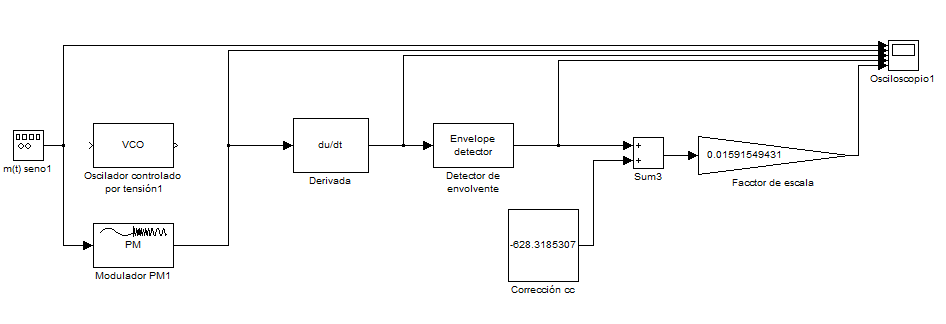 Osciloscopio1
m(t) seno1
VCO
Oscilador controlado
por tensión1
du/dt
Derivada
Envelope
detector
Detector de
envolvente
+
+
Sum3
0.01591549431
Facctor de escala
PM
Modulador PM1
-628.3185307
Corrección cc